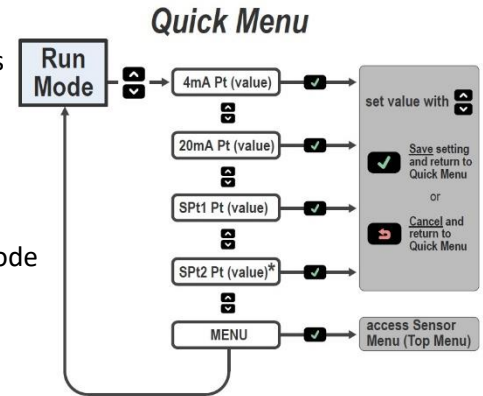 Quick Menu
s
Run
Mode
4mA Pt (value)
20mA Pt (value)
SPt1 Pt (value)
SPt2 Pt (value)*
MENU
set value with
Save setting
and return to
Quick Menu
or
Cancel and
return to
Quick Menu
access Sensor
Menu (Top Menu)
ode